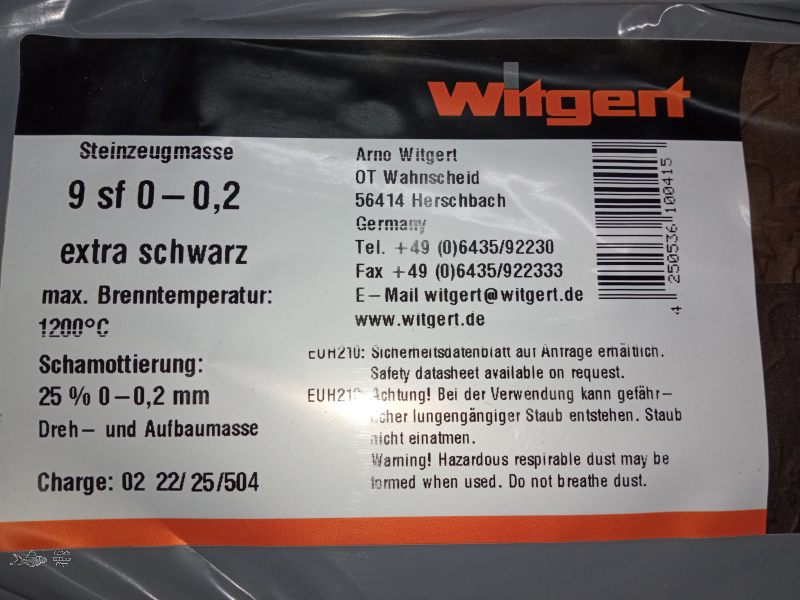 Witgert
Steinzeugmasse
9 sf 0–0,2
extra schwarz
max. Brenntemperatur:
1200°C
Schamottierung:
25 % 0–0,2 mm
Dreh– und Aufbaumasse
Charge: 02 22/25/504
Arno Witgert
OT Wahnscheid
56414 Herschbach
Germany
Tel. +49 (0)6435/92230
Fax +49 (0)6435/922333
E–Mail witgert@witgert.de
www.witgert.de
4 250536 100415
EUH210: Sicherheitsdatenblatt auf Anfrage erhältlich.
Safety datasheet available on request.
Achtung! Bei der Verwendung kann gefähr–
licher lungengängiger Staub entstehen. Staub
nicht einatmen.
Warning! Hazardous respirable dust may be
formed when used. Do not breathe dust.